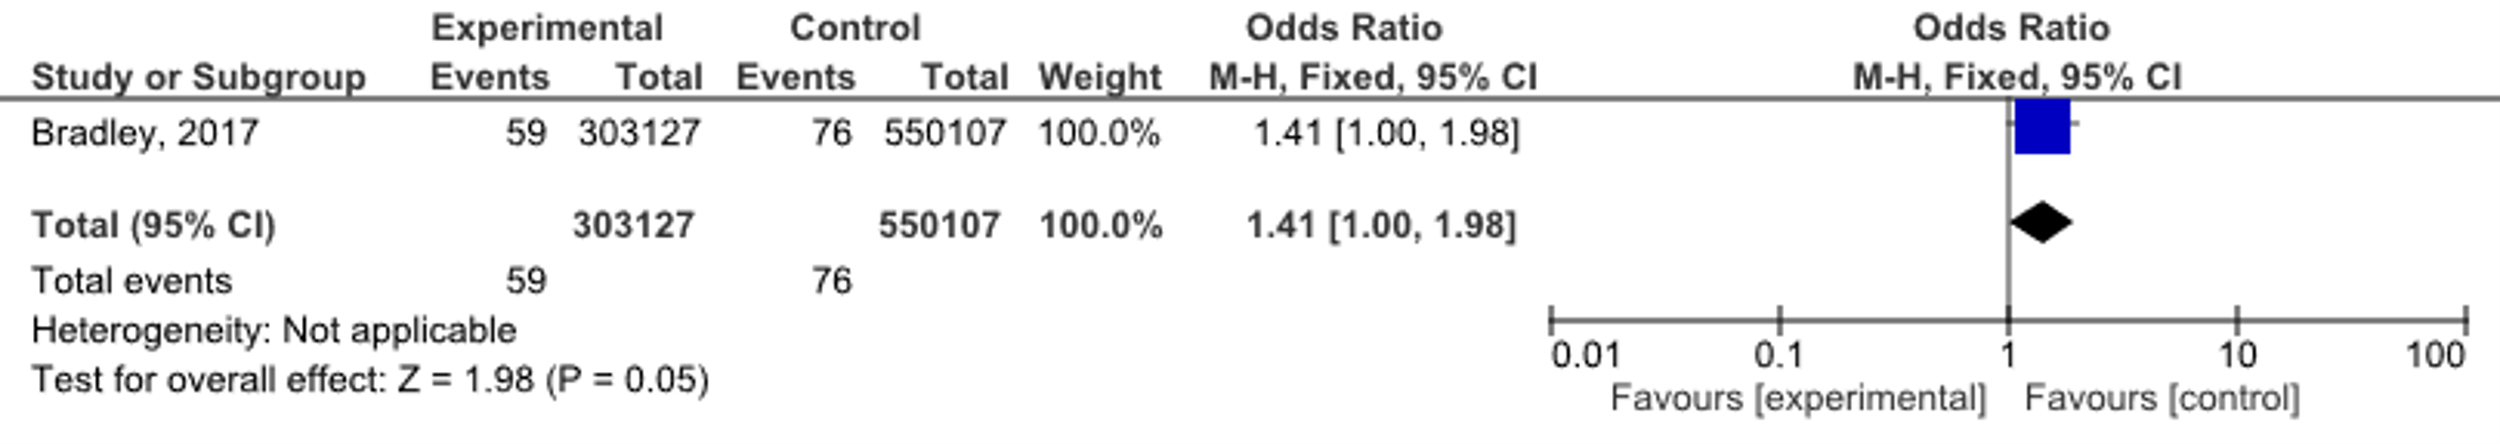 Experimental Control Odds Ratio Odds Ratio
Study or Subgroup Events Total Events Total Weight M-H, Fixed, 95% CI M-H, Fixed, 95% CI
Bradley, 2017 59 303127 76 550107 100.0% 1.41 [1.00, 1.98]
Total (95% CI) 303127 550107 100.0% 1.41 [1.00, 1.98]
Total events 59 76
Heterogeneity: Not applicable
Test for overall effect: Z = 1.98 (P = 0.05)
0.01 0.1 1 10 100
Favours [experimental] Favours [control]